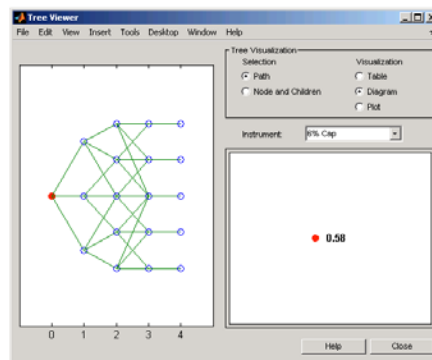 Tree Viewer
File Edit View Insert Tools Desktop Window Help
Tree Visualization
Selection Visualization
Path Table
Node and Children Diagram
Plot
Instrument: 6% Cap
0.58
0 1 2 3 4
Help Close